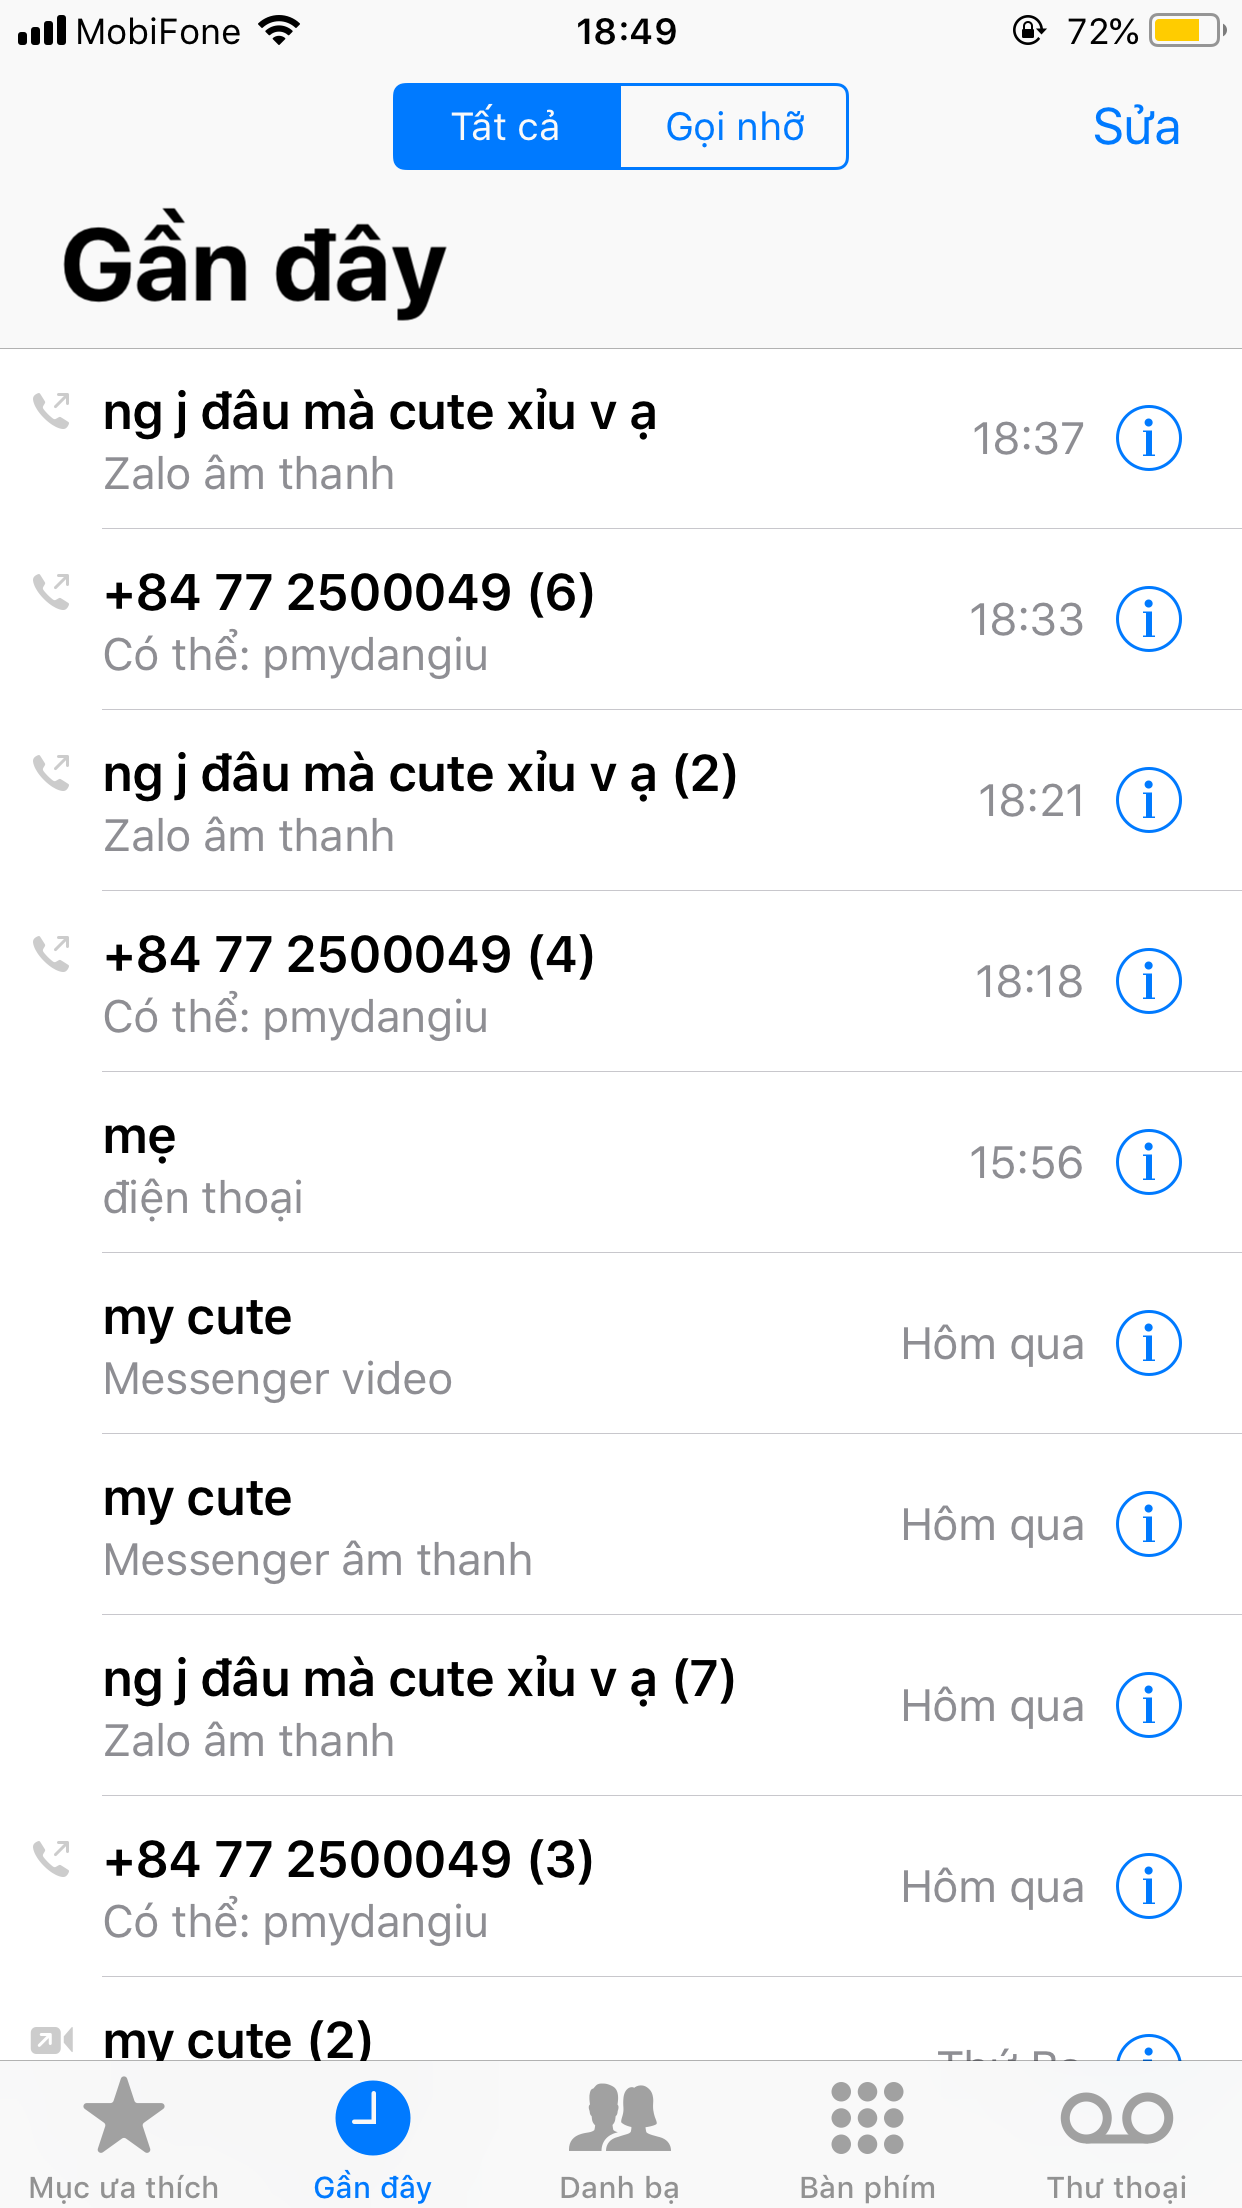 MobiFone 18:49 72%
Tất cả Gọi nhỡ Sửa
Gần đây
ng j đâu mà cute xỉu v ạ 18:37
Zalo âm thanh
+84 77 2500049 (6) 18:33
Có thể: pmydangiu
ng j đâu mà cute xỉu v ạ (2) 18:21
Zalo âm thanh
+84 77 2500049 (4) 18:18
Có thể: pmydangiu
mẹ 15:56
điện thoại
my cute Hôm qua
Messenger video
my cute Hôm qua
Messenger âm thanh
ng j đâu mà cute xỉu v ạ (7) Hôm qua
Zalo âm thanh
+84 77 2500049 (3) Hôm qua
Có thể: pmydangiu
my cute (2) Thứ Ba
Mục ưa thích Gần đây Danh bạ Bàn phím Thư thoại